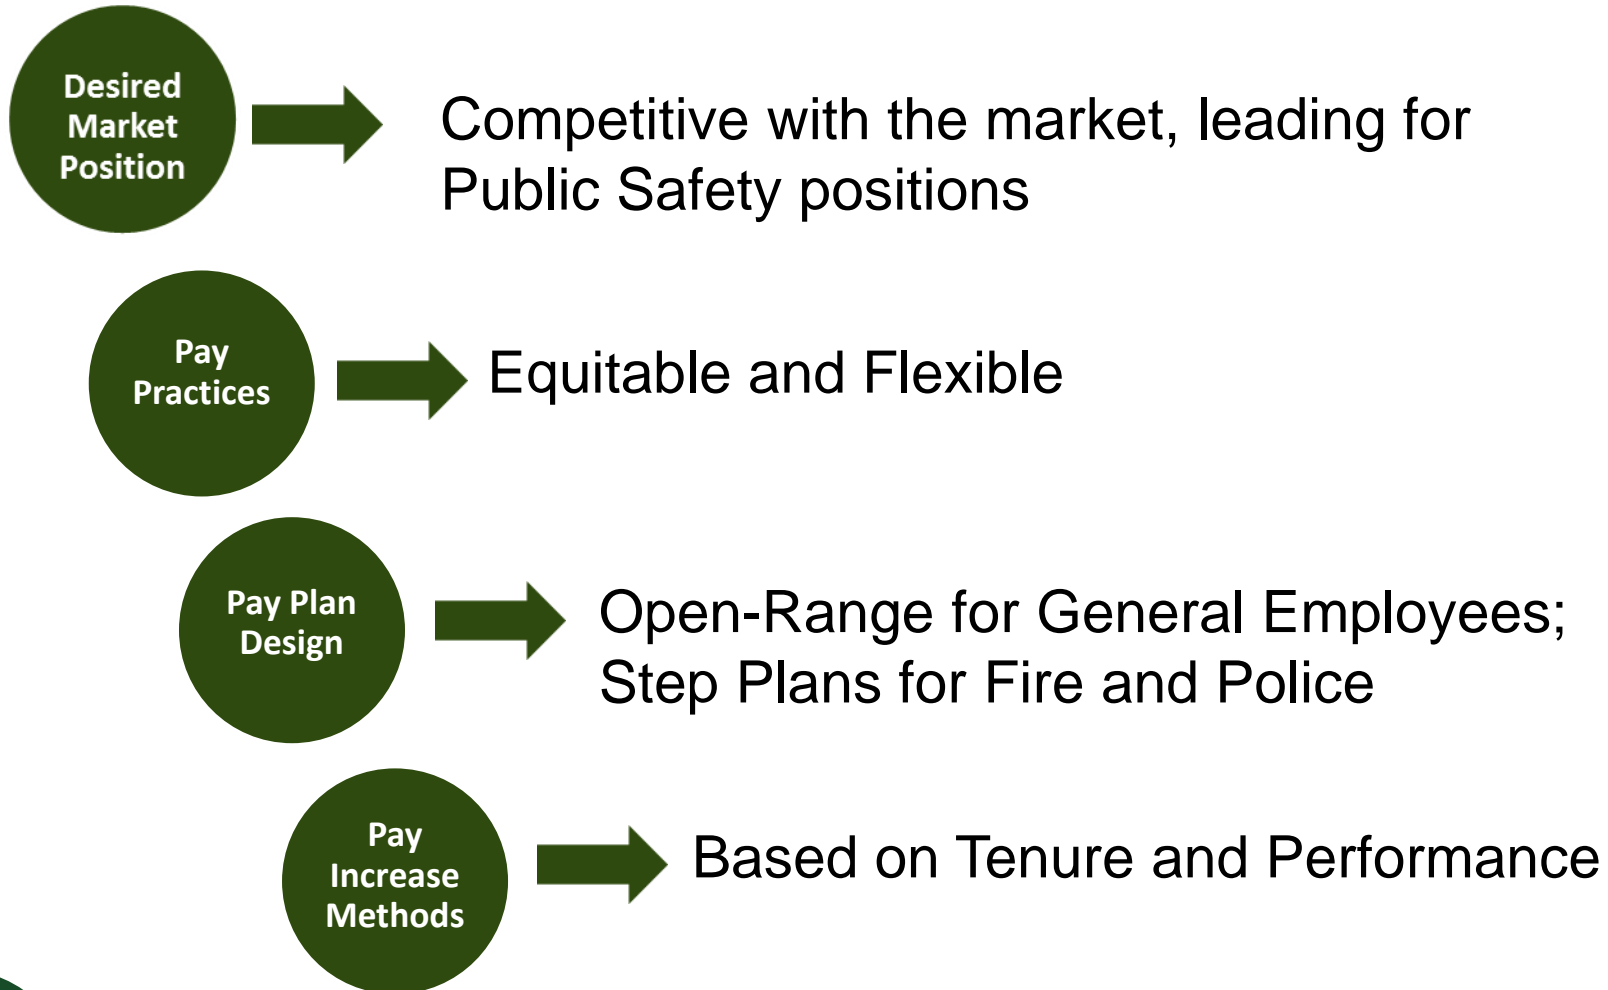 Desired
Market
Position
Competitive with the market, leading for
Public Safety positions
Pay
Practices
Equitable and Flexible
Pay Plan
Design
Open-Range for General Employees;
Step Plans for Fire and Police
Pay
Increase
Methods
Based on Tenure and Performance